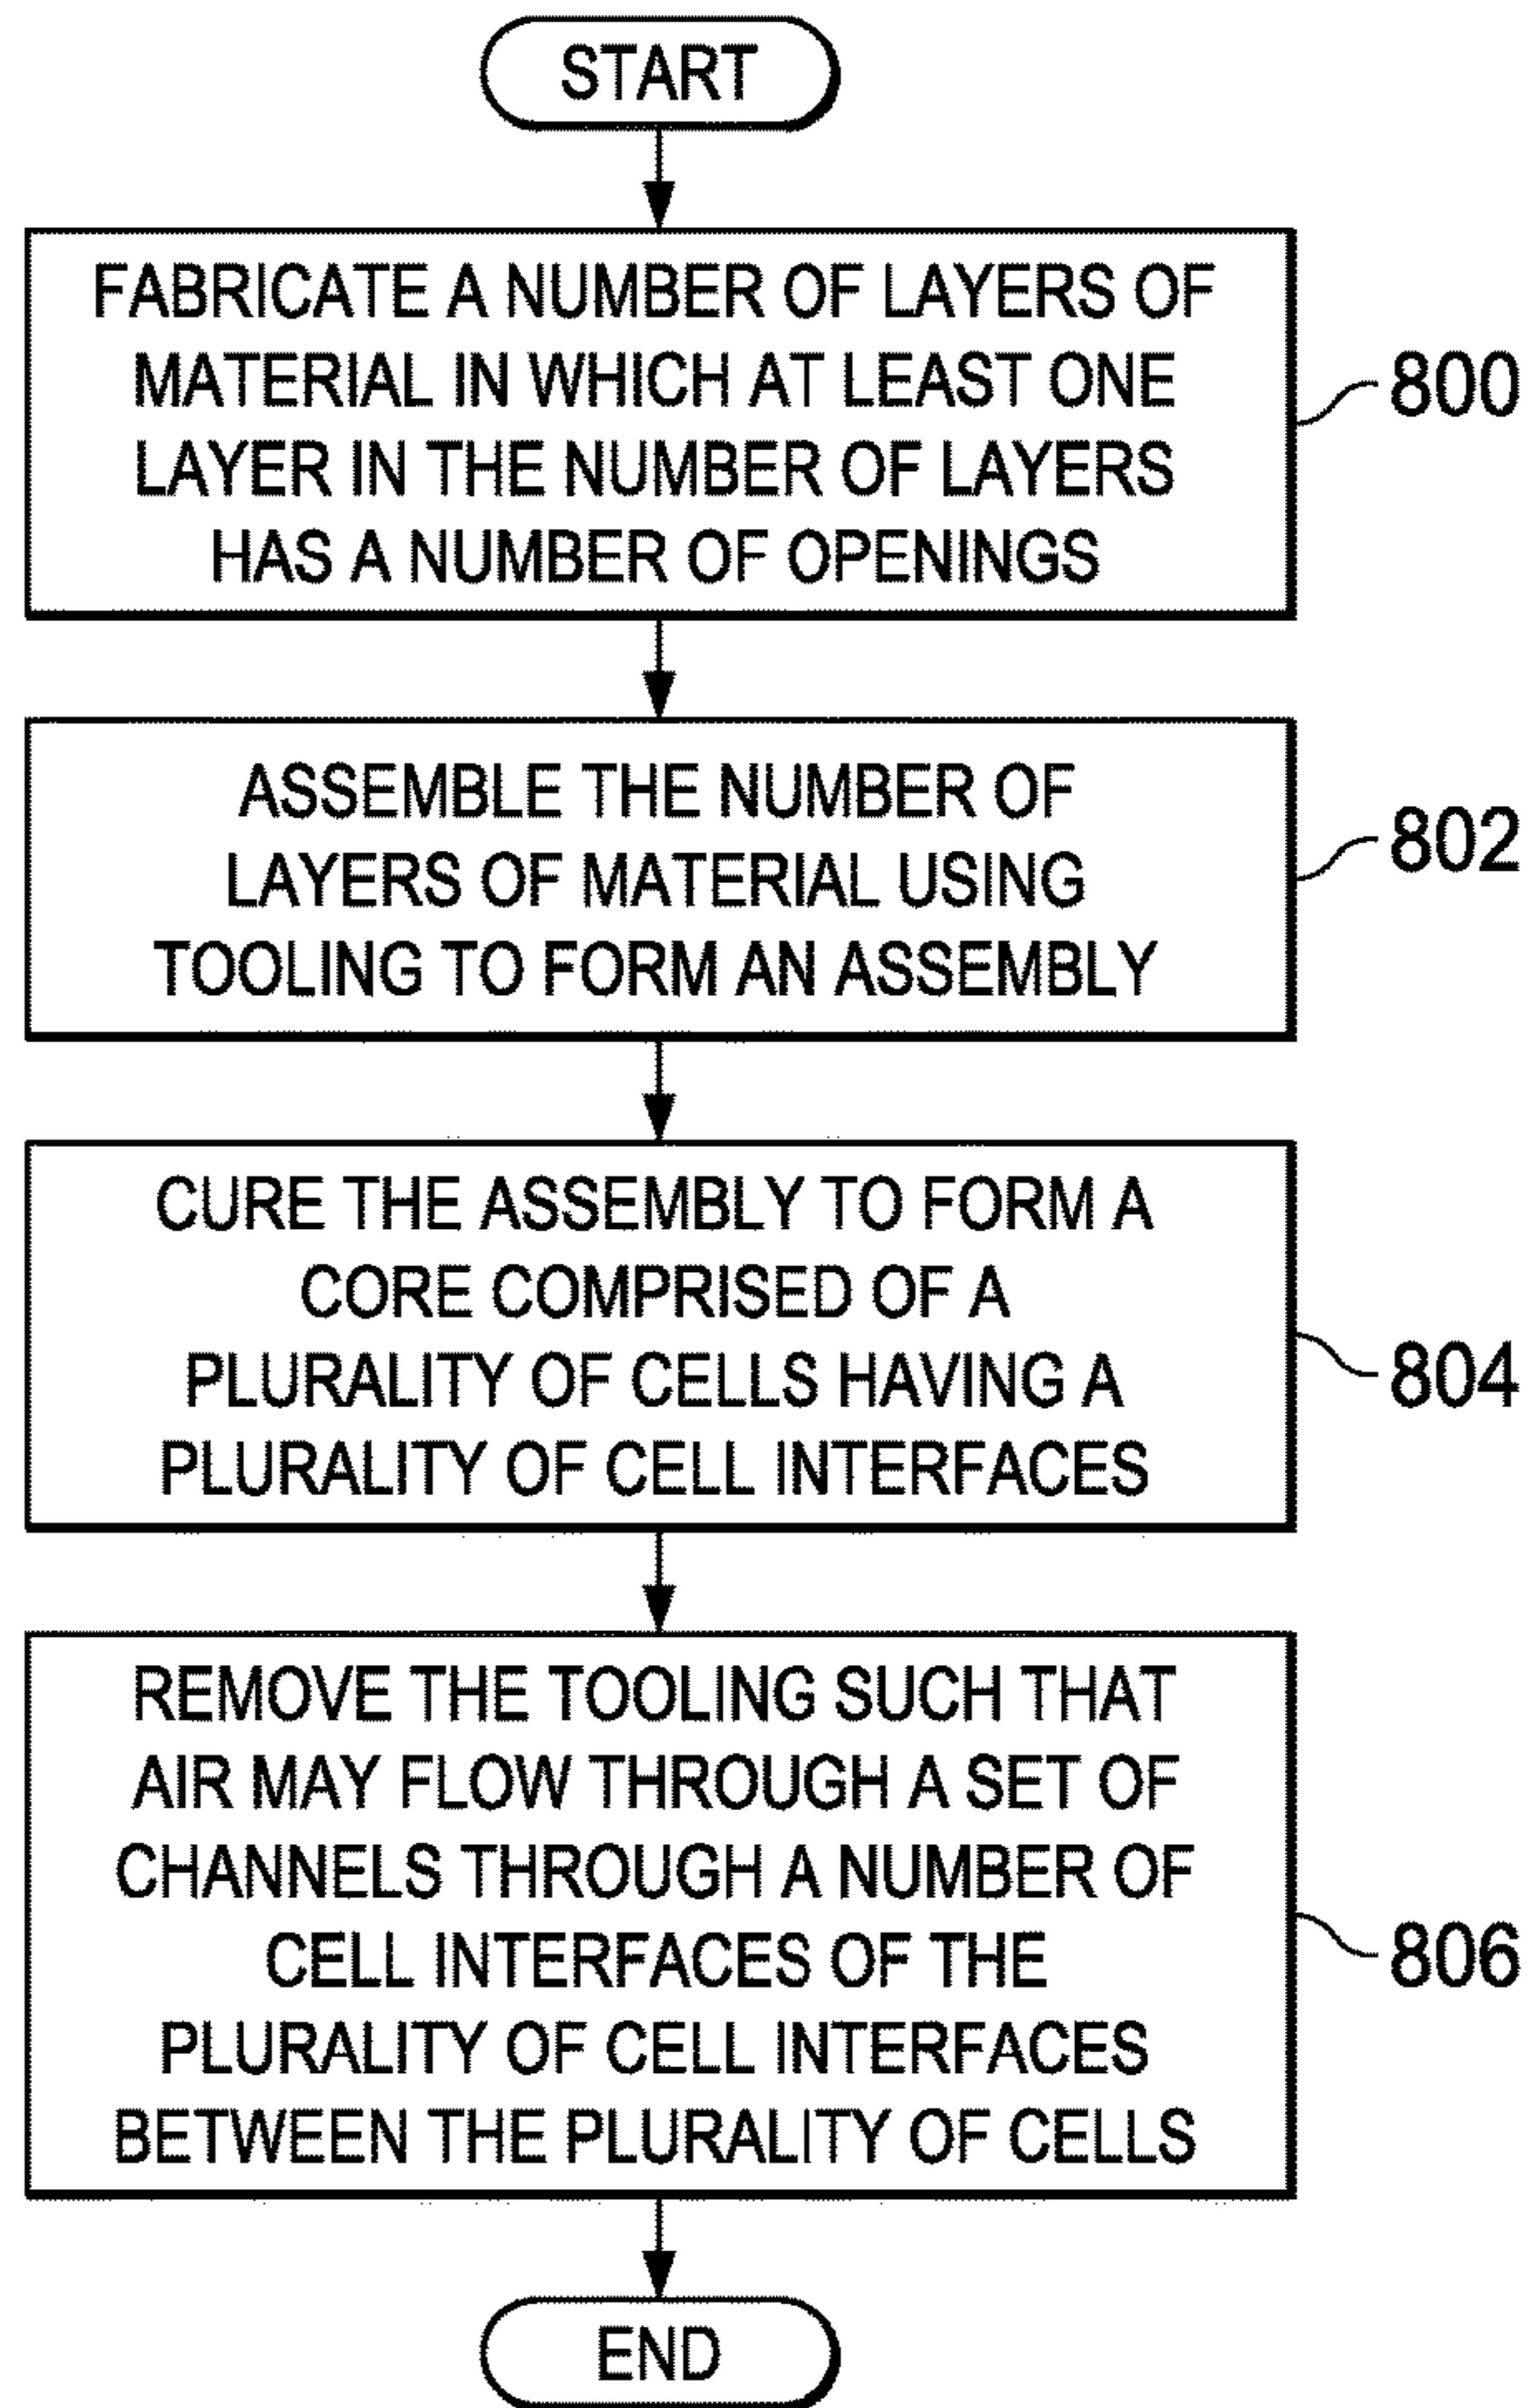 START
FABRICATE A NUMBER OF LAYERS OF
MATERIAL IN WHICH AT LEAST ONE
LAYER IN THE NUMBER OF LAYERS
HAS A NUMBER OF OPENINGS
800
ASSEMBLE THE NUMBER OF
LAYERS OF MATERIAL USING
TOOLING TO FORM AN ASSEMBLY
802
CURE THE ASSEMBLY TO FORM A
CORE COMPRISED OF A
PLURALITY OF CELLS HAVING A
PLURALITY OF CELL INTERFACES
804
REMOVE THE TOOLING SUCH THAT
AIR MAY FLOW THROUGH A SET OF
CHANNELS THROUGH A NUMBER OF
CELL INTERFACES OF THE
PLURALITY OF CELL INTERFACES
BETWEEN THE PLURALITY OF CELLS
806
END